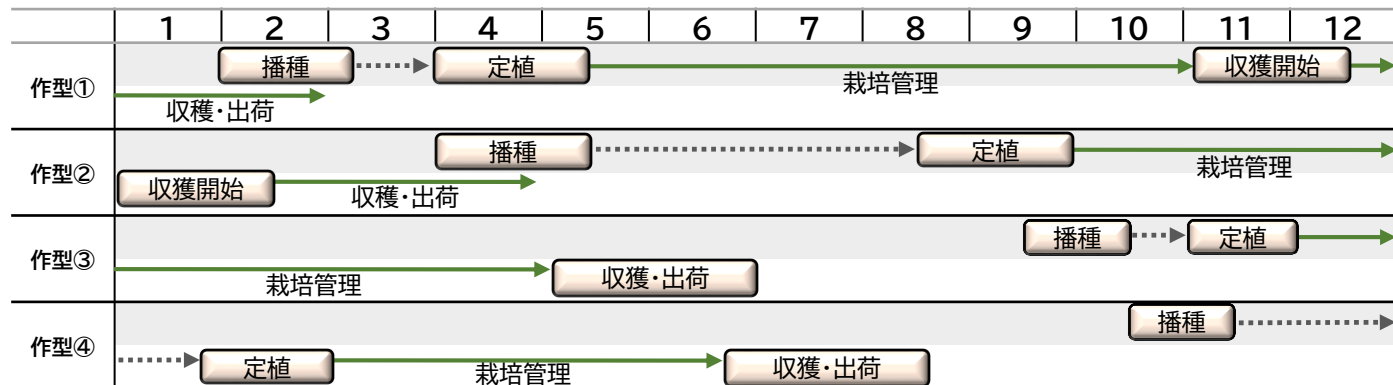 1 2 3 4 5 6 7 8 9 10 11 12
作型① 播種 定植 栽培管理 収獲開始
収穫・出荷
作型② 播種 定植 栽培管理
収獲開始 収穫・出荷
作型③ 播種 定植
栽培管理 収獲・出荷
作型④ 播種
定植 栽培管理 収獲・出荷